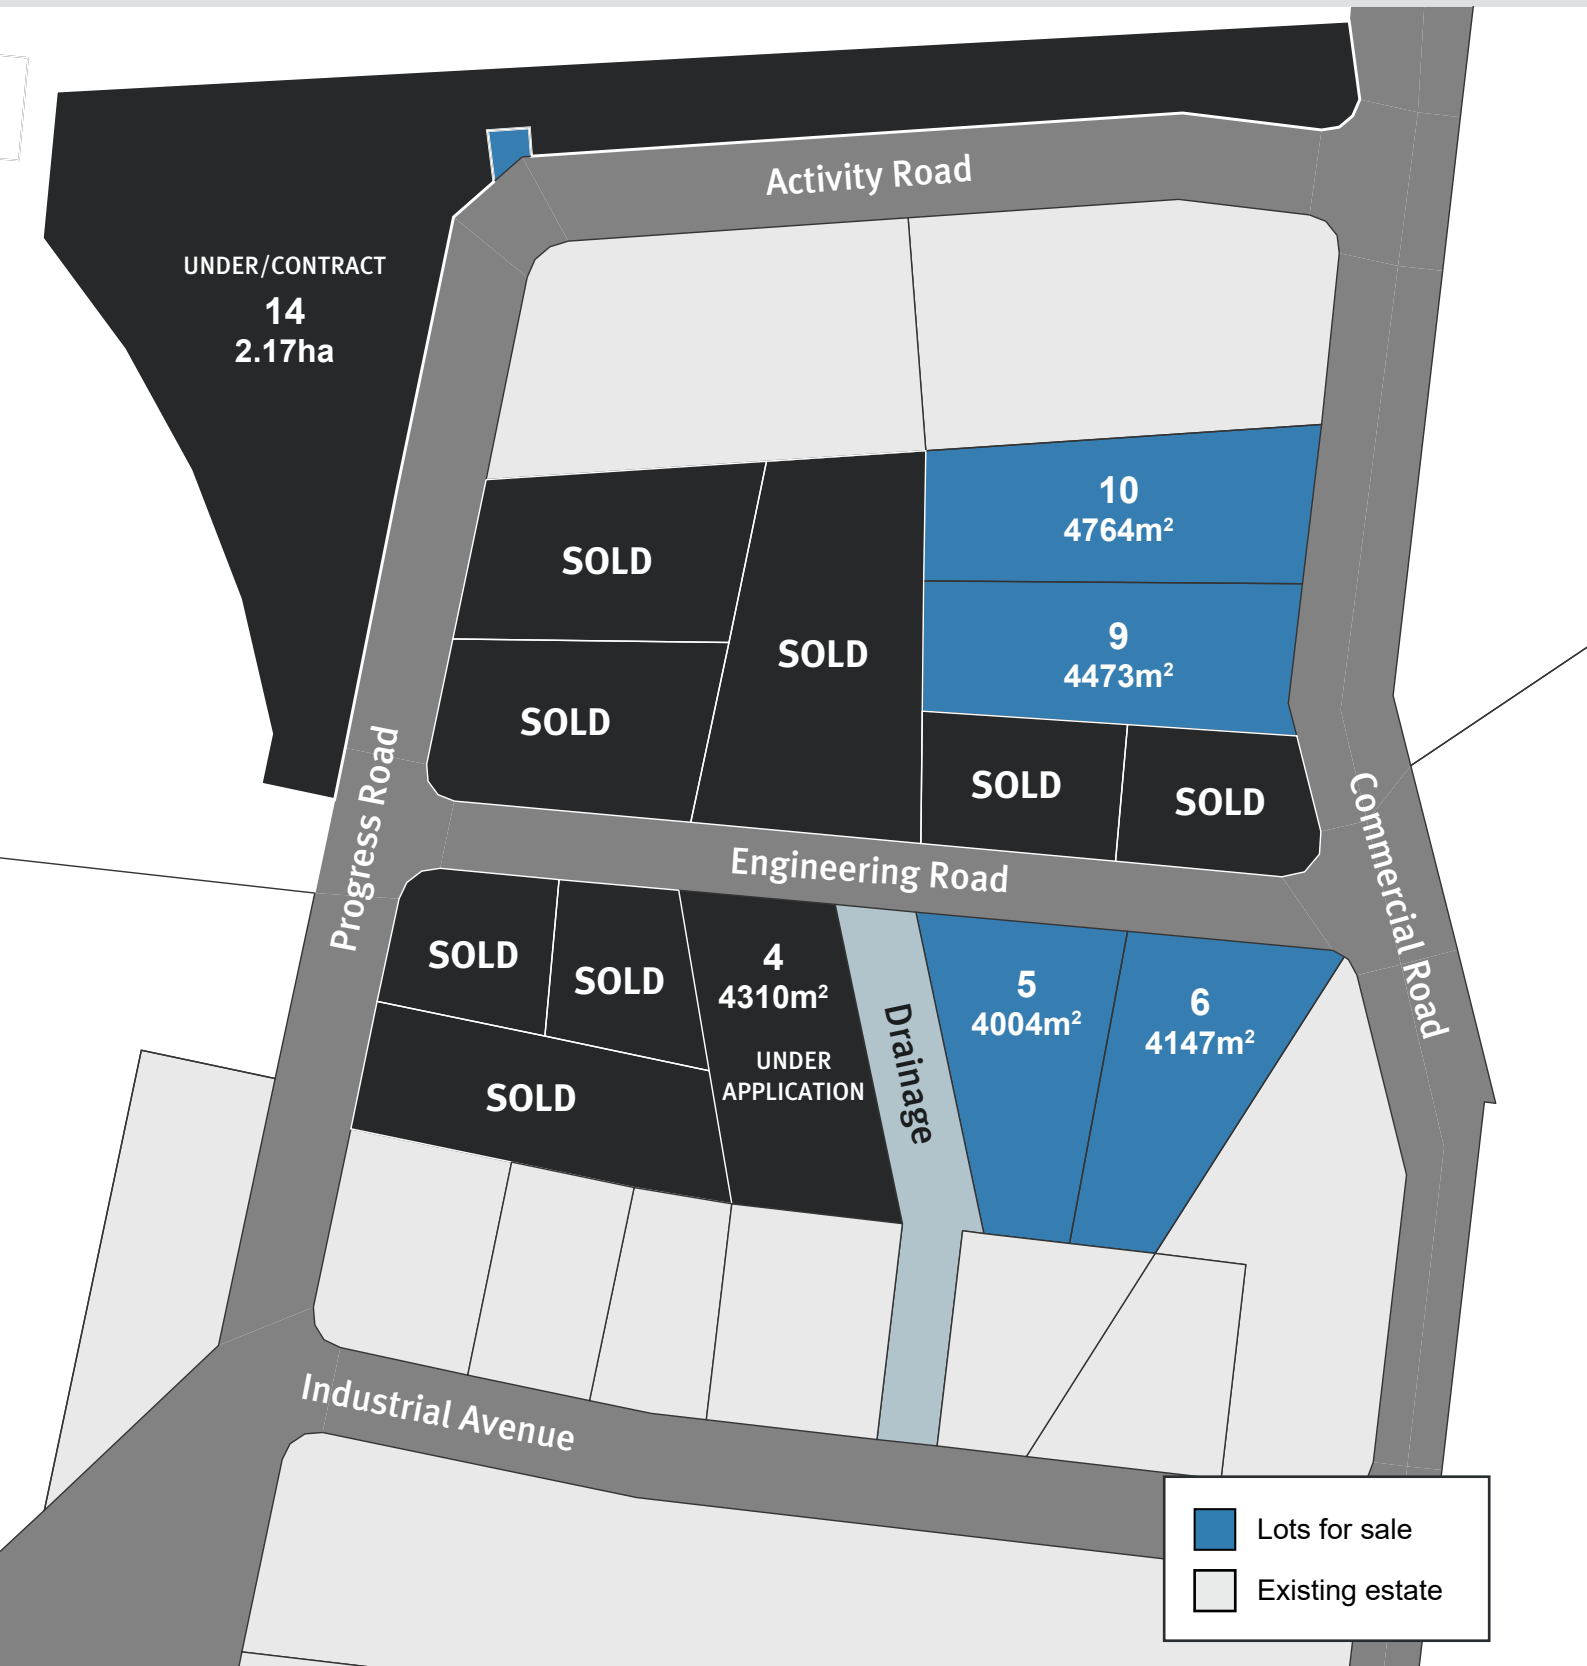 Activity Road
UNDER/CONTRACT
14
2.17ha
10
4764m²
SOLD
9
4473m²
SOLD
SOLD
SOLD
SOLD
Progress Road
Commercial Road
Engineering Road
SOLD
SOLD
4
4310m²
UNDER
APPLICATION
Drainage
5
4004m²
6
4147m²
SOLD
Industrial Avenue
Lots for sale
Existing estate